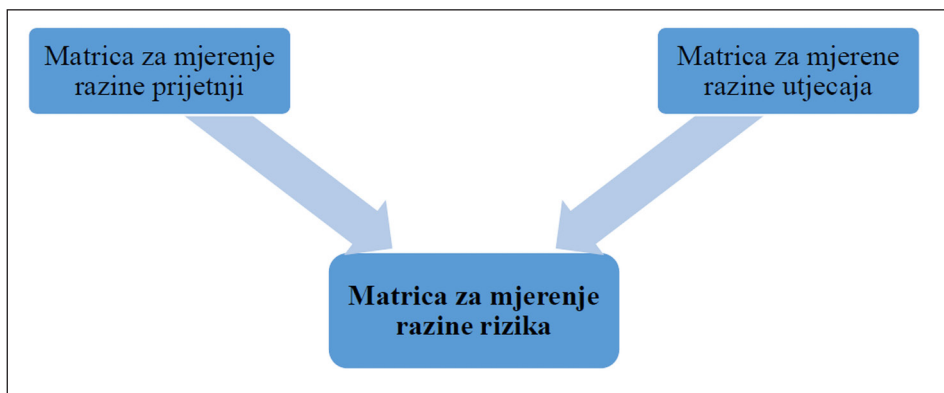 Matrica za mjerenje
razine prijetnji
Matrica za mjerene
razine utjecaja
Matrica za mjerenje
razine rizika